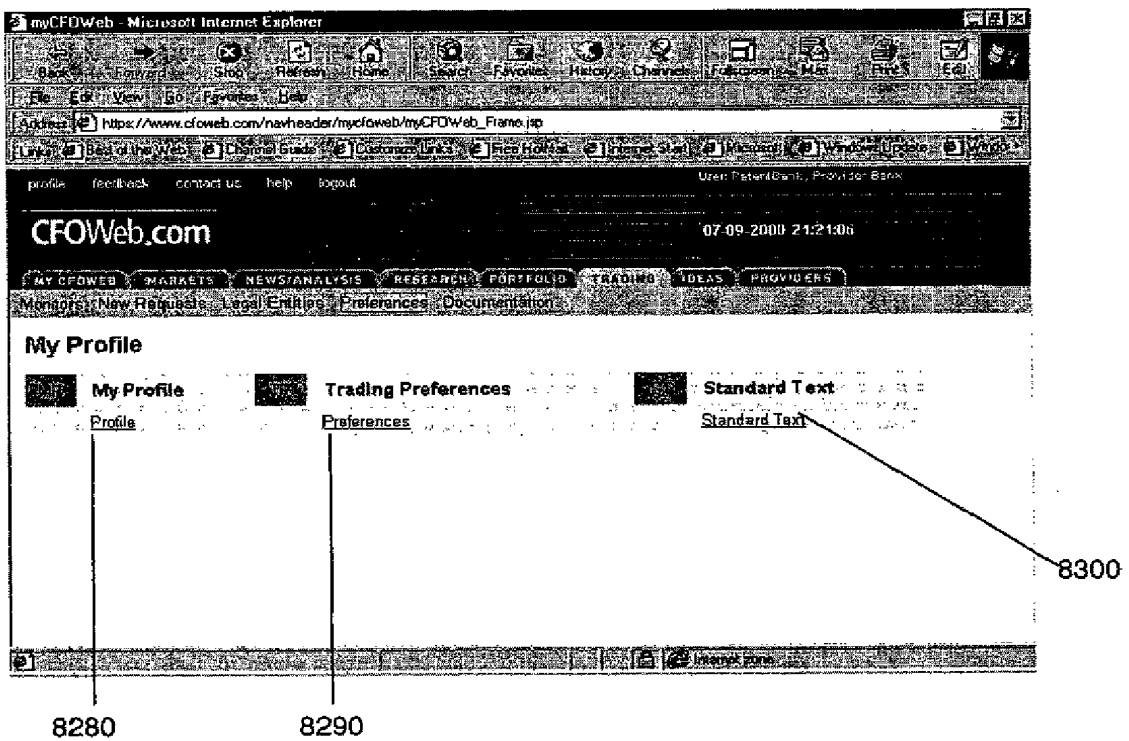 myCFOWeb - Microsoft Internet Explorer
Back Forward Stop Refresh Home Search Favorites History Channels Fullscreen Mail Print Edit
File Edit View Go Favorites Help
Address https://www.cfoweb.com/navheader/mycfoweb/myCFOWeb_Frame.jsp
Links Best of the Web Channel Guide Customize Links Free HotMail Internet Start Microsoft Windows Update Window
profile feedback contact us help logout User: PatentBank, Provider Bank
CFOWeb.com 07-09-2000 21:21:06
MY CFOWEB MARKETS NEWS/ANALYSIS RESEARCH PORTFOLIO TRADING IDEAS PROVIDERS
Monitors New Requests Legal Entities Preferences Documentation
My Profile
My Profile Trading Preferences Standard Text
Profile Preferences Standard Text
8300
Internet zone
8280 8290